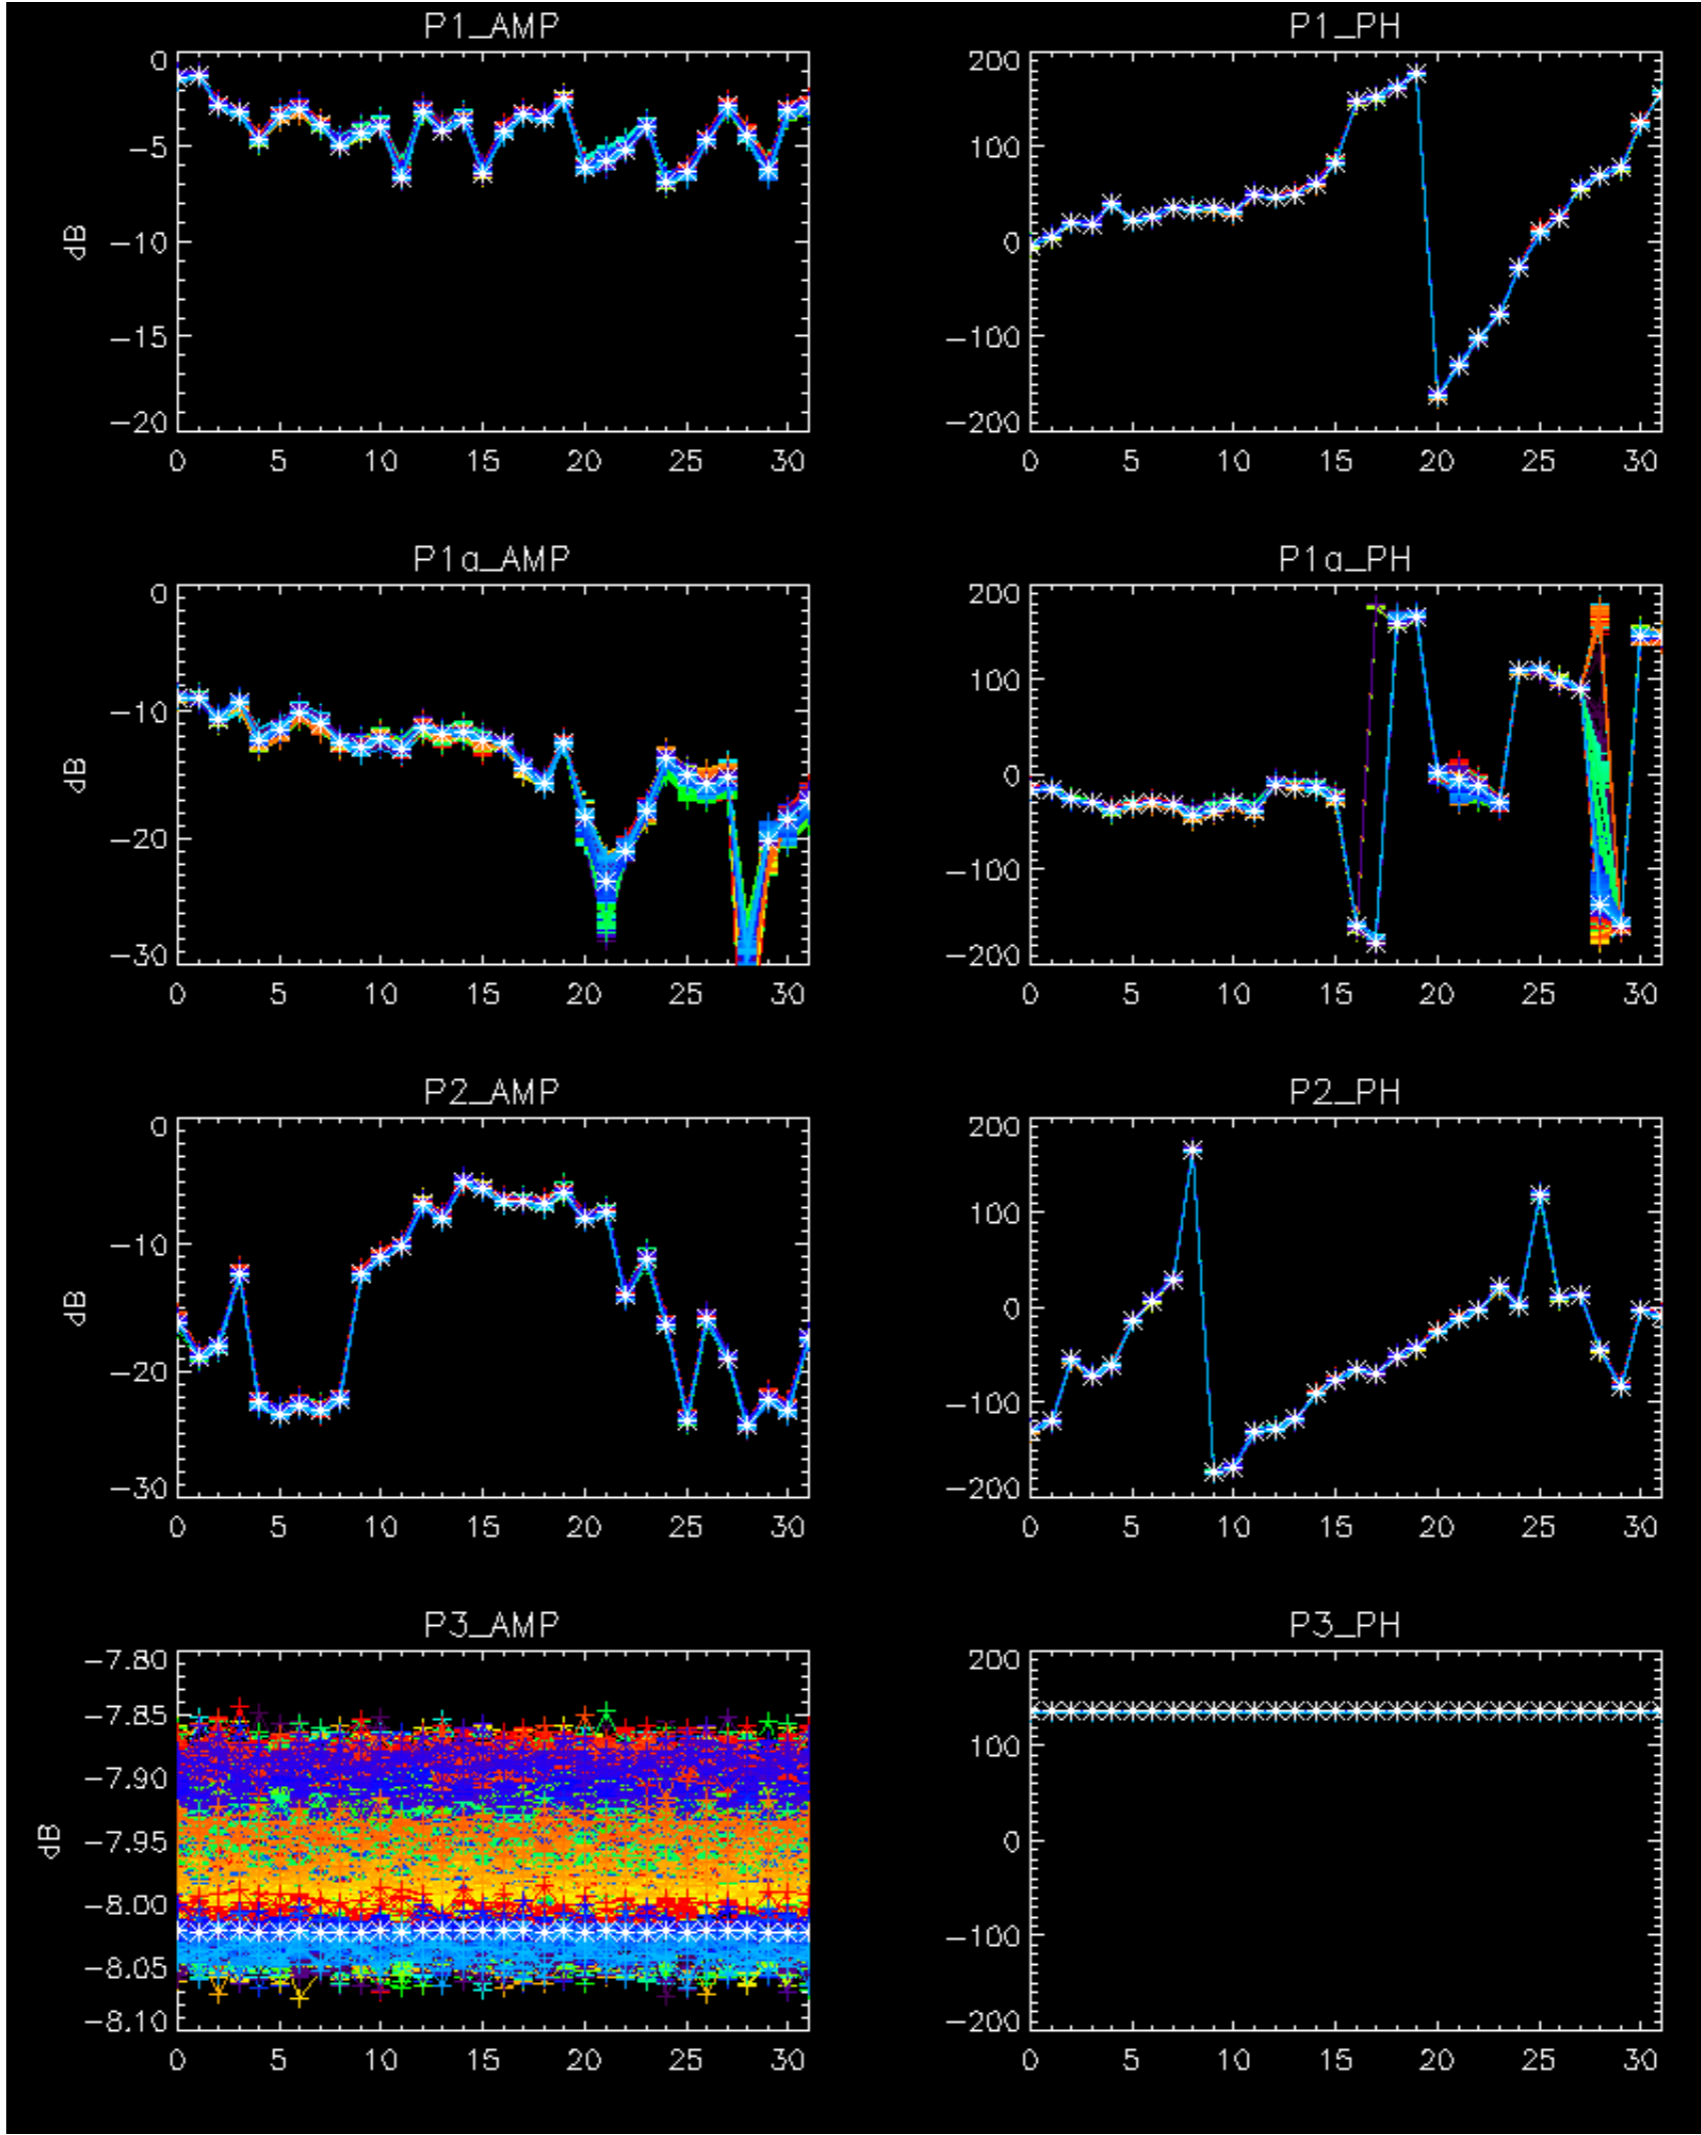 P1_AMP P1_PH
0 200
-5 100
dB -10 0
-15 -100
-20 -200
0 5 10 15 20 25 30 0 5 10 15 20 25 30
P1a_AMP P1a_PH
0 200
-10 100
dB 0
-20 -100
-30 -200
0 5 10 15 20 25 30 0 5 10 15 20 25 30
P2_AMP P2_PH
0 200
-10 100
dB 0
-20 -100
-30 -200
0 5 10 15 20 25 30 0 5 10 15 20 25 30
P3_AMP P3_PH
-7.80 200
-7.85
-7.90 100
dB -7.95 0
-8.00 -100
-8.05
-8.10 -200
0 5 10 15 20 25 30 0 5 10 15 20 25 30